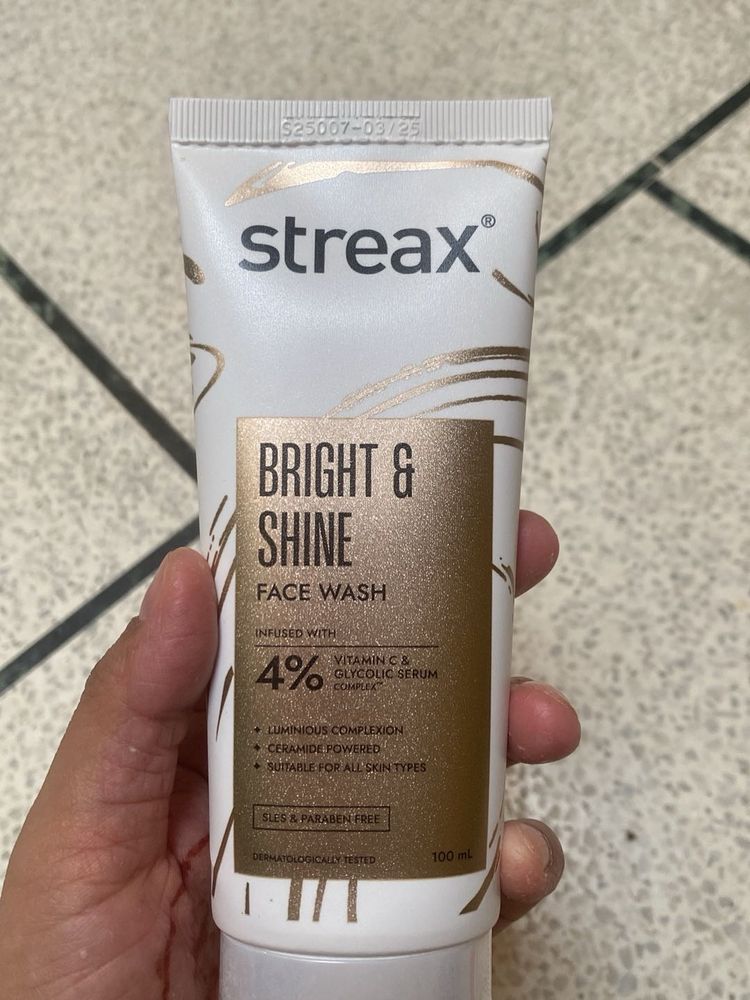 S25007-03/25
streax®
BRIGHT &
SHINE
FACE WASH
INFUSED WITH
4% VITAMIN C &
GLYCOLIC SERUM
COMPLEX™
+ LUMINIOUS COMPLEXION
+ CERAMIDE POWERED
+ SUITABLE FOR ALL SKIN TYPES
SLES & PARABEN FREE
DERMATOLOGICALLY TESTED 100 mL